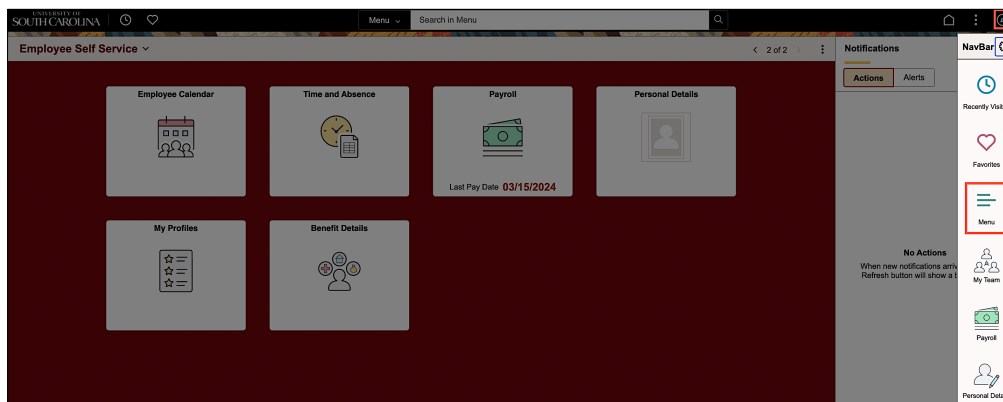 UNIVERSITY OF
SOUTH CAROLINA
Menu
Search in Menu
Employee Self Service
2 of 2
Notifications
NavBar
Actions
Alerts
Employee Calendar
Time and Absence
Payroll
Personal Details
Last Pay Date 03/15/2024
My Profiles
Benefit Details
No Actions
When new notifications arriv
Refresh button will show a b
Recently Visit
Favorites
Menu
My Team
Payroll
Personal Deta